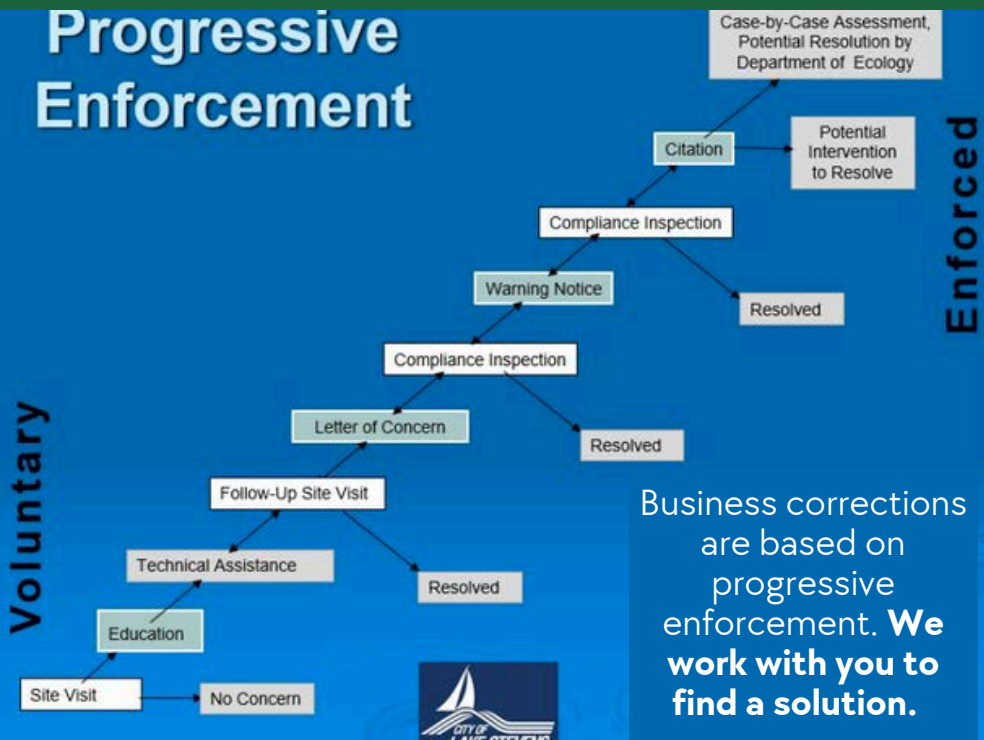 Progressive
Enforcement
Case-by-Case Assessment,
Potential Resolution by
Department of Ecology
Citation
Potential
Intervention
to Resolve
Enforced
Compliance Inspection
Warning Notice
Resolved
Compliance Inspection
Letter of Concern
Resolved
Voluntary
Follow-Up Site Visit
Technical Assistance
Resolved
Education
Site Visit
No Concern
Business corrections
are based on
progressive
enforcement. We
work with you to
find a solution.
CITY OF
LAKE STEVENS